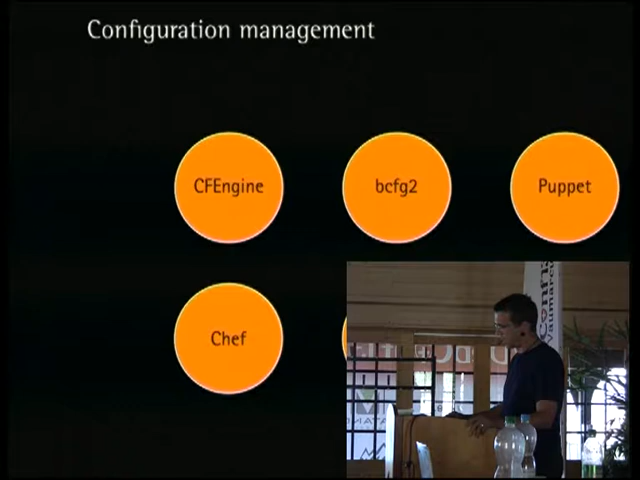 Configuration management
CFEngine
bcfg2
Puppet
Chef